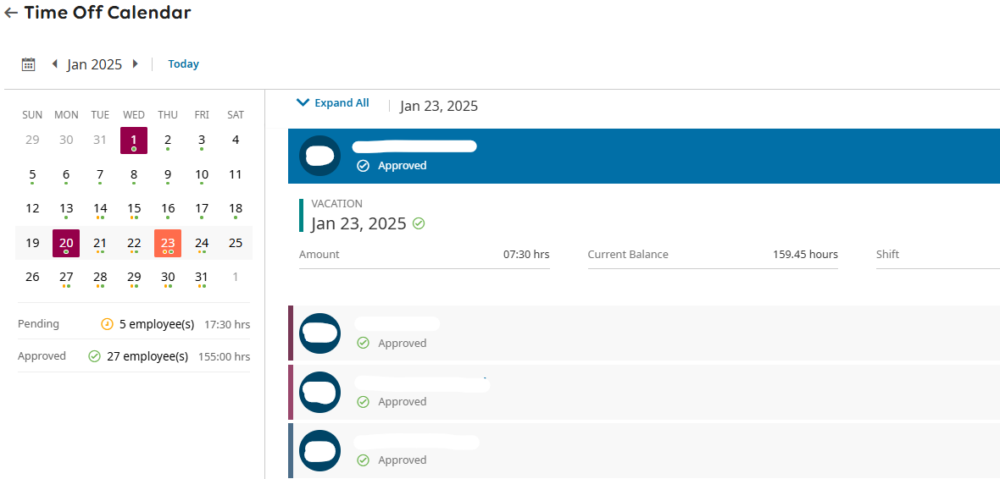 Time Off Calendar
Jan 2025 Today
SUN MON TUE WED THU FRI SAT
29 30 31 1 2 3 4
5 6 7 8 9 10 11
12 13 14 15 16 17 18
19 20 21 22 23 24 25
26 27 28 29 30 31 1
Pending 5 employee(s) 17:30 hrs
Approved 27 employee(s) 155:00 hrs
Expand All Jan 23, 2025
Approved
VACATION
Jan 23, 2025
Amount 07:30 hrs Current Balance 159.45 hours Shift
Approved
Approved
Approved